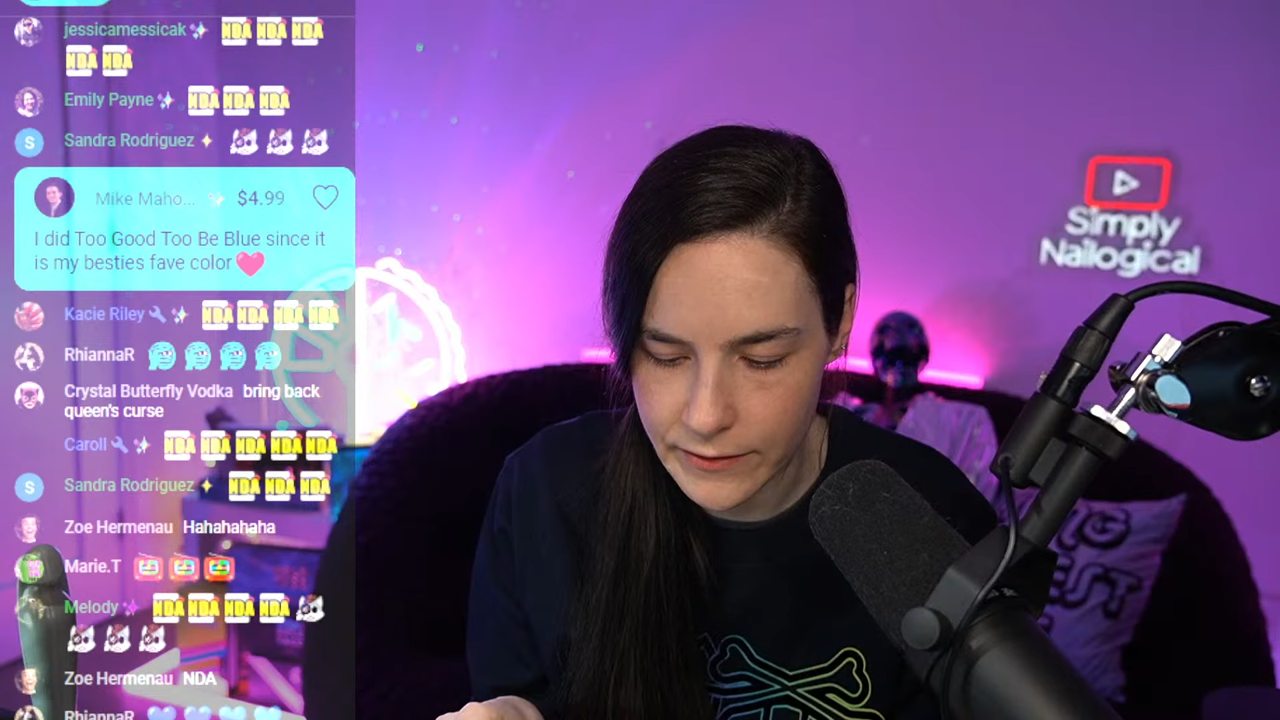 jessicamessicak NDA NDA NDA
NDA NDA
Emily Payne NDA NDA NDA
S Sandra Rodriguez
Mike Maho... $4.99
I did Too Good Too Be Blue since it
is my besties fave color
Kacie Riley NDA NDA NDA NDA
RhiannaR
Crystal Butterfly Vodka bring back
queen's curse
Caroll NDA NDA NDA NDA NDA
S Sandra Rodriguez NDA NDA NDA
Zoe Hermenau Hahahahaha
Marie.T
Melody NDA NDA NDA NDA
Zoe Hermenau NDA
RhiannaR
Simply
Nailogical